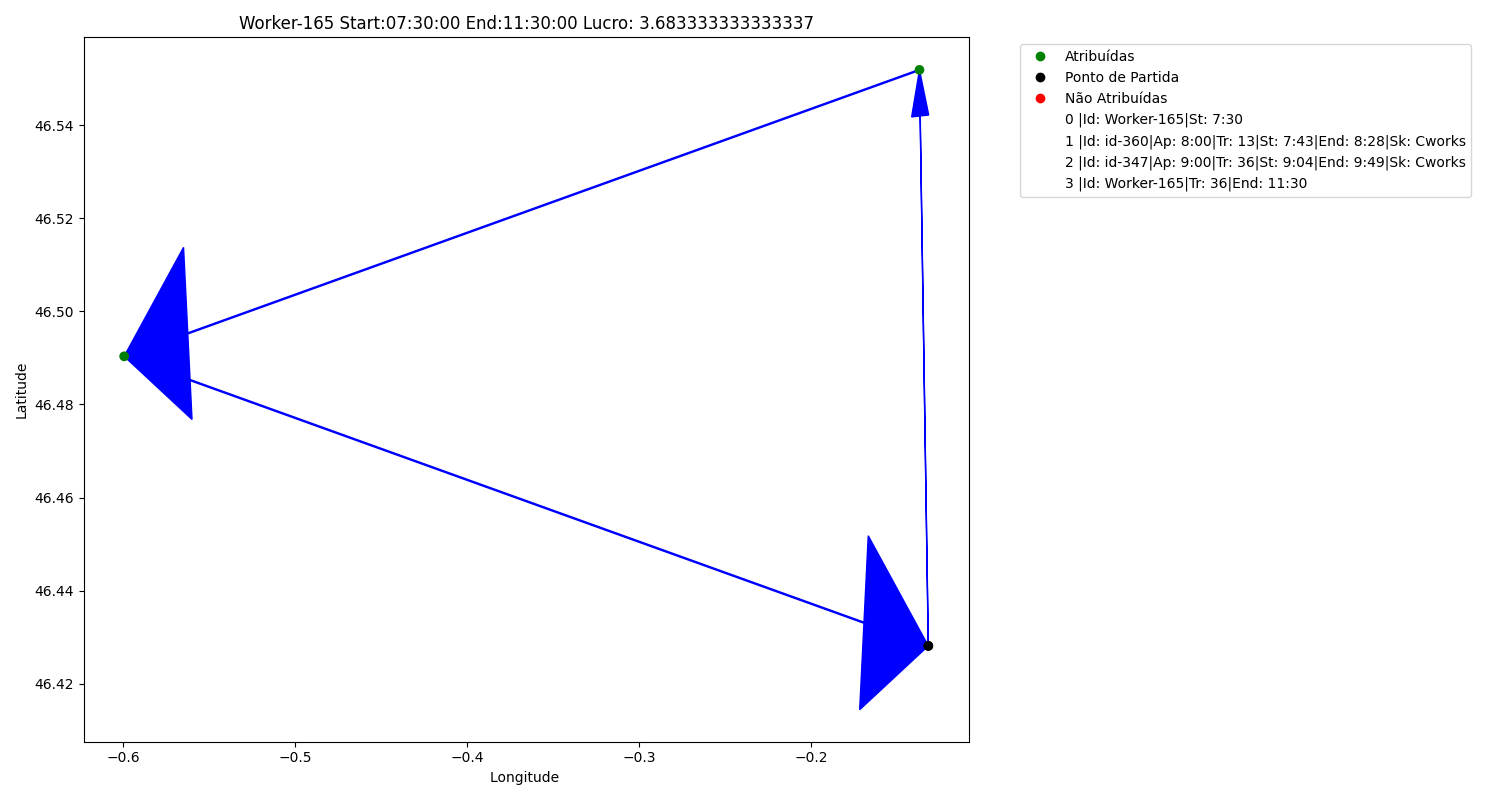 Worker-165 Start:07:30:00 End:11:30:00 Lucro: 3.683333333333337
Atribuídas
Ponto de Partida
Não Atribuídas
0 |Id: Worker-165|St: 7:30
1 |Id: id-360|Ap: 8:00|Tr: 13|St: 7:43|End: 8:28|Sk: Cworks
2 |Id: id-347|Ap: 9:00|Tr: 36|St: 9:04|End: 9:49|Sk: Cworks
3 |Id: Worker-165|Tr: 36|End: 11:30
Latitude
46.54
46.52
46.50
46.48
46.46
46.44
46.42
−0.6
−0.5
−0.4
−0.3
−0.2
Longitude